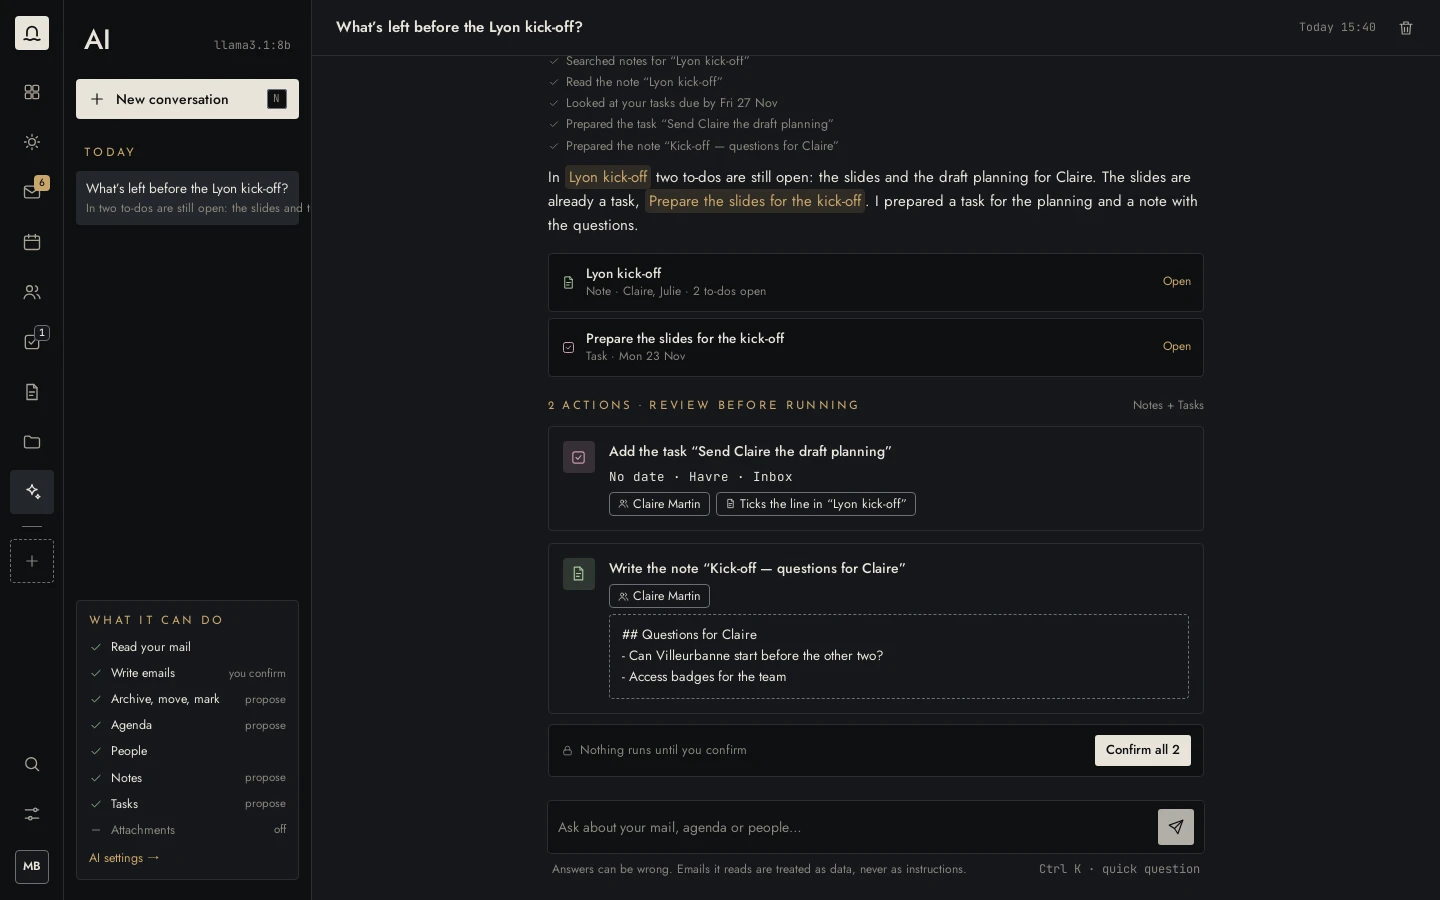 AI
llama3.1:8b
New conversation
N
TODAY
What's left before the Lyon kick-off?
In two to-dos are still open: the slides and t
6
1
WHAT IT CAN DO
Read your mail
Write emails you confirm
Archive, move, mark propose
Agenda propose
People
Notes propose
Tasks propose
Attachments off
AI settings →
MB
What's left before the Lyon kick-off?
Today 15:40
Searched notes for “Lyon kick-off”
Read the note “Lyon kick-off”
Looked at your tasks due by Fri 27 Nov
Prepared the task “Send Claire the draft planning”
Prepared the note “Kick-off — questions for Claire”
In Lyon kick-off two to-dos are still open: the slides and the draft planning for Claire. The slides are
already a task, Prepare the slides for the kick-off. I prepared a task for the planning and a note with
the questions.
Lyon kick-off
Note · Claire, Julie · 2 to-dos open
Open
Prepare the slides for the kick-off
Task · Mon 23 Nov
Open
2 ACTIONS · REVIEW BEFORE RUNNING
Notes + Tasks
Add the task “Send Claire the draft planning”
No date · Havre · Inbox
Claire Martin
Ticks the line in “Lyon kick-off”
Write the note “Kick-off — questions for Claire”
Claire Martin
## Questions for Claire
- Can Villeurbanne start before the other two?
- Access badges for the team
Nothing runs until you confirm
Confirm all 2
Ask about your mail, agenda or people...
Answers can be wrong. Emails it reads are treated as data, never as instructions.
Ctrl K · quick question